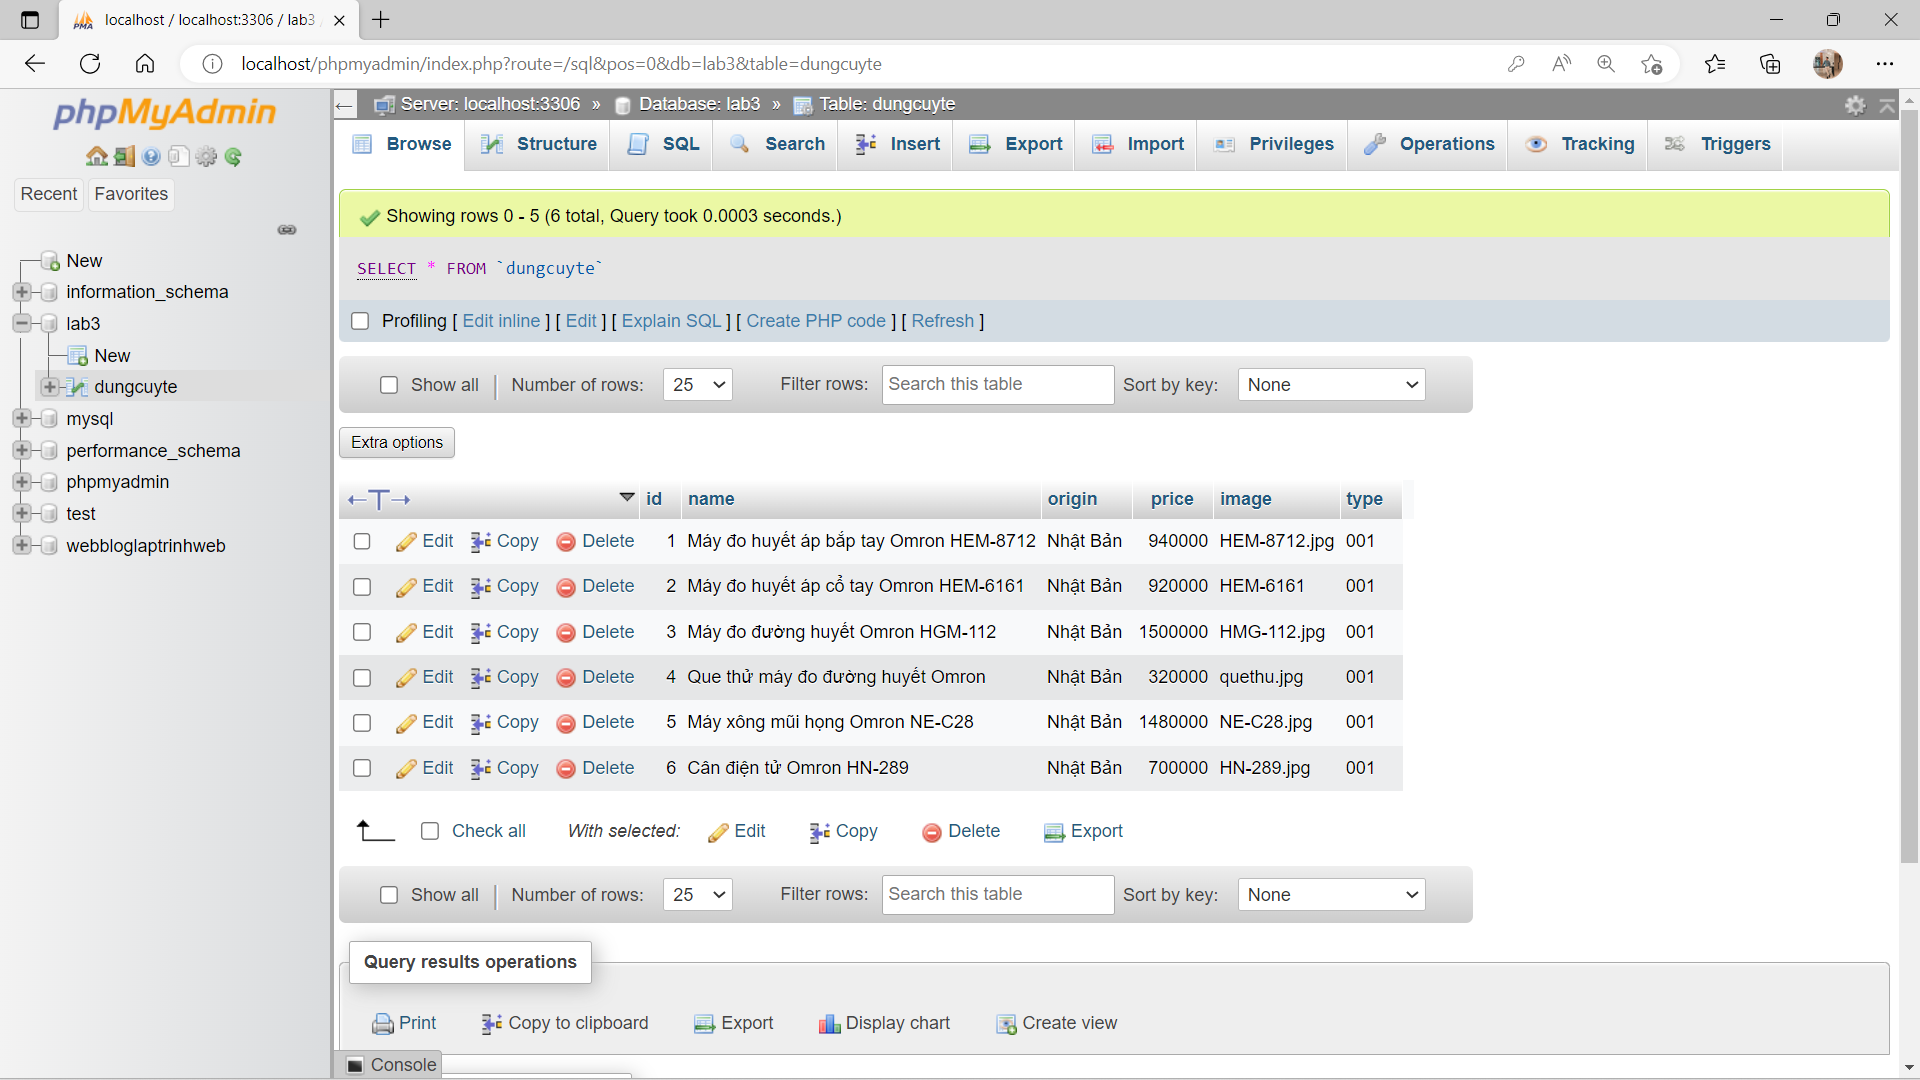 localhost / localhost:3306 / lab3
localhost/phpmyadmin/index.php?route=/sql&pos=0&db=lab3&table=dungcuyte
phpMyAdmin
Recent Favorites
New
information_schema
lab3
New
dungcuyte
mysql
performance_schema
phpmyadmin
test
webbloglaptrinhweb
Server: localhost:3306 » Database: lab3 » Table: dungcuyte
Browse Structure SQL Search Insert Export Import Privileges Operations Tracking Triggers
Showing rows 0 - 5 (6 total, Query took 0.0003 seconds.)
SELECT * FROM `dungcuyte`
Profiling [ Edit inline ] [ Edit ] [ Explain SQL ] [ Create PHP code ] [ Refresh ]
Show all | Number of rows: 25 Filter rows: Search this table Sort by key: None
Extra options
←T→ id name origin price image type
Edit Copy Delete 1 Máy đo huyết áp bắp tay Omron HEM-8712 Nhật Bản 940000 HEM-8712.jpg 001
Edit Copy Delete 2 Máy đo huyết áp cổ tay Omron HEM-6161 Nhật Bản 920000 HEM-6161 001
Edit Copy Delete 3 Máy đo đường huyết Omron HGM-112 Nhật Bản 1500000 HMG-112.jpg 001
Edit Copy Delete 4 Que thử máy đo đường huyết Omron Nhật Bản 320000 quethu.jpg 001
Edit Copy Delete 5 Máy xông mũi họng Omron NE-C28 Nhật Bản 1480000 NE-C28.jpg 001
Edit Copy Delete 6 Cân điện tử Omron HN-289 Nhật Bản 700000 HN-289.jpg 001
Check all With selected: Edit Copy Delete Export
Show all | Number of rows: 25 Filter rows: Search this table Sort by key: None
Query results operations
Print Copy to clipboard Export Display chart Create view
Console